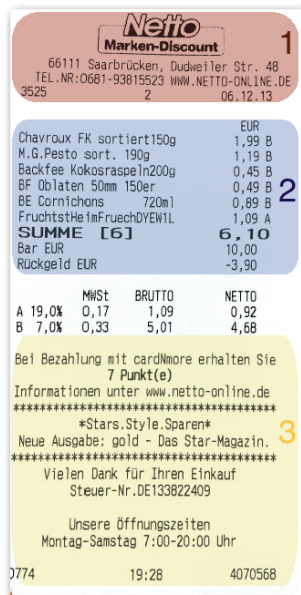 Netto
Marken-Discount
1
66111 Saarbrücken, Dudweiler Str. 48
TEL.NR:0681-93815523 WWW.NETTO-ONLINE.DE
3525 2 06.12.13
EUR
Chavroux FK sortiert150g 1,99 B
M.G.Pesto sort. 190g 1,19 B
Backfee Kokosraspeln200g 0,45 B
BF Oblaten 50mm 150er 0,49 B
2
BE Cornichons 720ml 0,89 B
FruchtstHeimFruechDYEW1L 1,09 A
SUMME [6] 6,10
Bar EUR 10,00
Rückgeld EUR -3,90
MWSt BRUTTO NETTO
A 19,0% 0,17 1,09 0,92
B 7,0% 0,33 5,01 4,68
Bei Bezahlung mit cardNmore erhalten Sie
7 Punkt(e)
Informationen unter www.netto-online.de
****************************************
*Stars.Style.Sparen*
Neue Ausgabe: gold - Das Star-Magazin.
3
****************************************
Vielen Dank für Ihren Einkauf
Steuer-Nr.DE133822409
Unsere Öffnungszeiten
Montag-Samstag 7:00-20:00 Uhr
0774 19:28 4070568